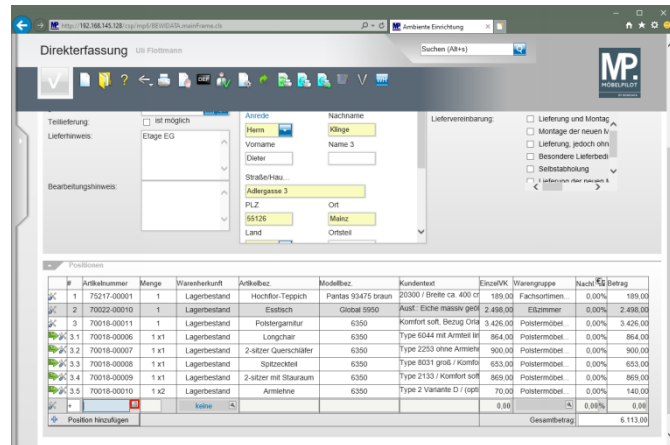 http://192.168.145.128/csp/mpfi/BEWIDATA.mainFrame.cls
Ambiente Einrichtung
Direkterfassung Uli Flottmann
Suchen (Alt+s)
MP
MÖBELPILOT
DEF
Teillieferung: ist möglich
Lieferhinweis: Etage EG
Bearbeitungshinweis:
Anrede Nachname
Herrn Klinge
Vorname Name 3
Dieter
Straße/Hau...
Adlergasse 3
PLZ Ort
55126 Mainz
Land Ortsteil
Liefervereinbarung: Lieferung und Montag
Montage der neuen M
Lieferung, jedoch ohn
Besondere Lieferbedi
Selbstabholung
Lieferung der neuen M
Positionen
# Artikelnummer Menge Warenherkunft Artikelbez. Modellbez. Kundentext EinzelVK Warengruppe Nachl. Betrag
1 75217-00001 1 Lagerbestand Hochflor-Teppich Pantas 93475 braun 20300 / Breite ca. 400 cr 189,00 Fachsortimen... 0,00% 189,00
2 70022-00010 1 Lagerbestand Esstisch Global 5950 Ausf.: Eiche massiv geöl 2.498,00 Eßzimmer 0,00% 2.498,00
3 70018-00011 1 Lagerbestand Polstergarnitur 6350 Komfort soft, Bezug Orla 3.426,00 Polstermöbel... 0,00% 3.426,00
3.1 70018-00006 1 x1 Lagerbestand Longchair 6350 Type 6044 mit Armteil lin 864,00 Polstermöbel... 0,00% 864,00
3.2 70018-00007 1 x1 Lagerbestand 2-sitzer Querschläfer 6350 Type 2253 ohne Armlehn 900,00 Polstermöbel... 0,00% 900,00
3.3 70018-00008 1 x1 Lagerbestand Spitzecktteil 6350 Type 8031 groß / Komfo 653,00 Polstermöbel... 0,00% 653,00
3.4 70018-00009 1 x1 Lagerbestand 2-sitzer mit Stauraum 6350 Type 2133 / Komfort soft 869,00 Polstermöbel... 0,00% 869,00
3.5 70018-00010 1 x2 Lagerbestand Armlehne 6350 Type 2 Variante D / (opti 70,00 Polstermöbel... 0,00% 140,00
+ keine 0,00 0,00% 0,00
Position hinzufügen Gesamtbetrag: 6.113,00